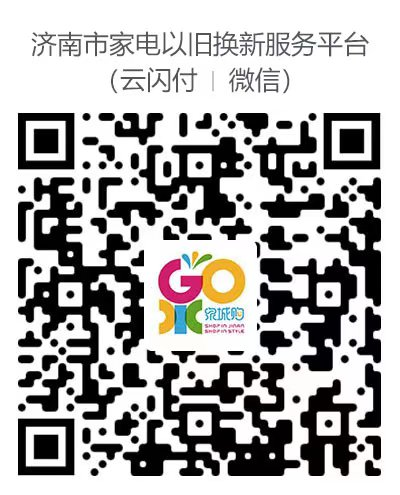 济南市家电以旧换新服务平台
（云闪付 | 微信）
GO
泉城购
SHOP IN JINAN
SHOP IN STYLE